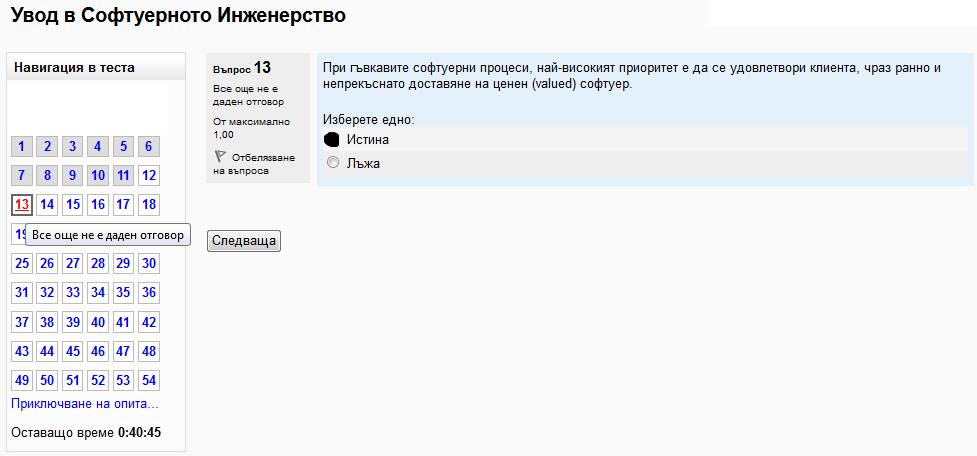 Увод в Софтуерното Инженерство
Навигация в теста
1 2 3 4 5 6
7 8 9 10 11 12
13 14 15 16 17 18
Все още не е даден отговор
25 26 27 28 29 30
31 32 33 34 35 36
37 38 39 40 41 42
43 44 45 46 47 48
49 50 51 52 53 54
Приключване на опита...
Оставащо време 0:40:45
Въпрос 13
Все още не е
даден отговор
От максимално
1,00
Отбелязване
на въпроса
При гъвкавите софтуерни процеси, най-високият приоритет е да се удовлетвори клиента, чраз ранно и
непрекъснато доставяне на ценен (valued) софтуер.
Изберете едно:
Истина
Лъжа
Следваща